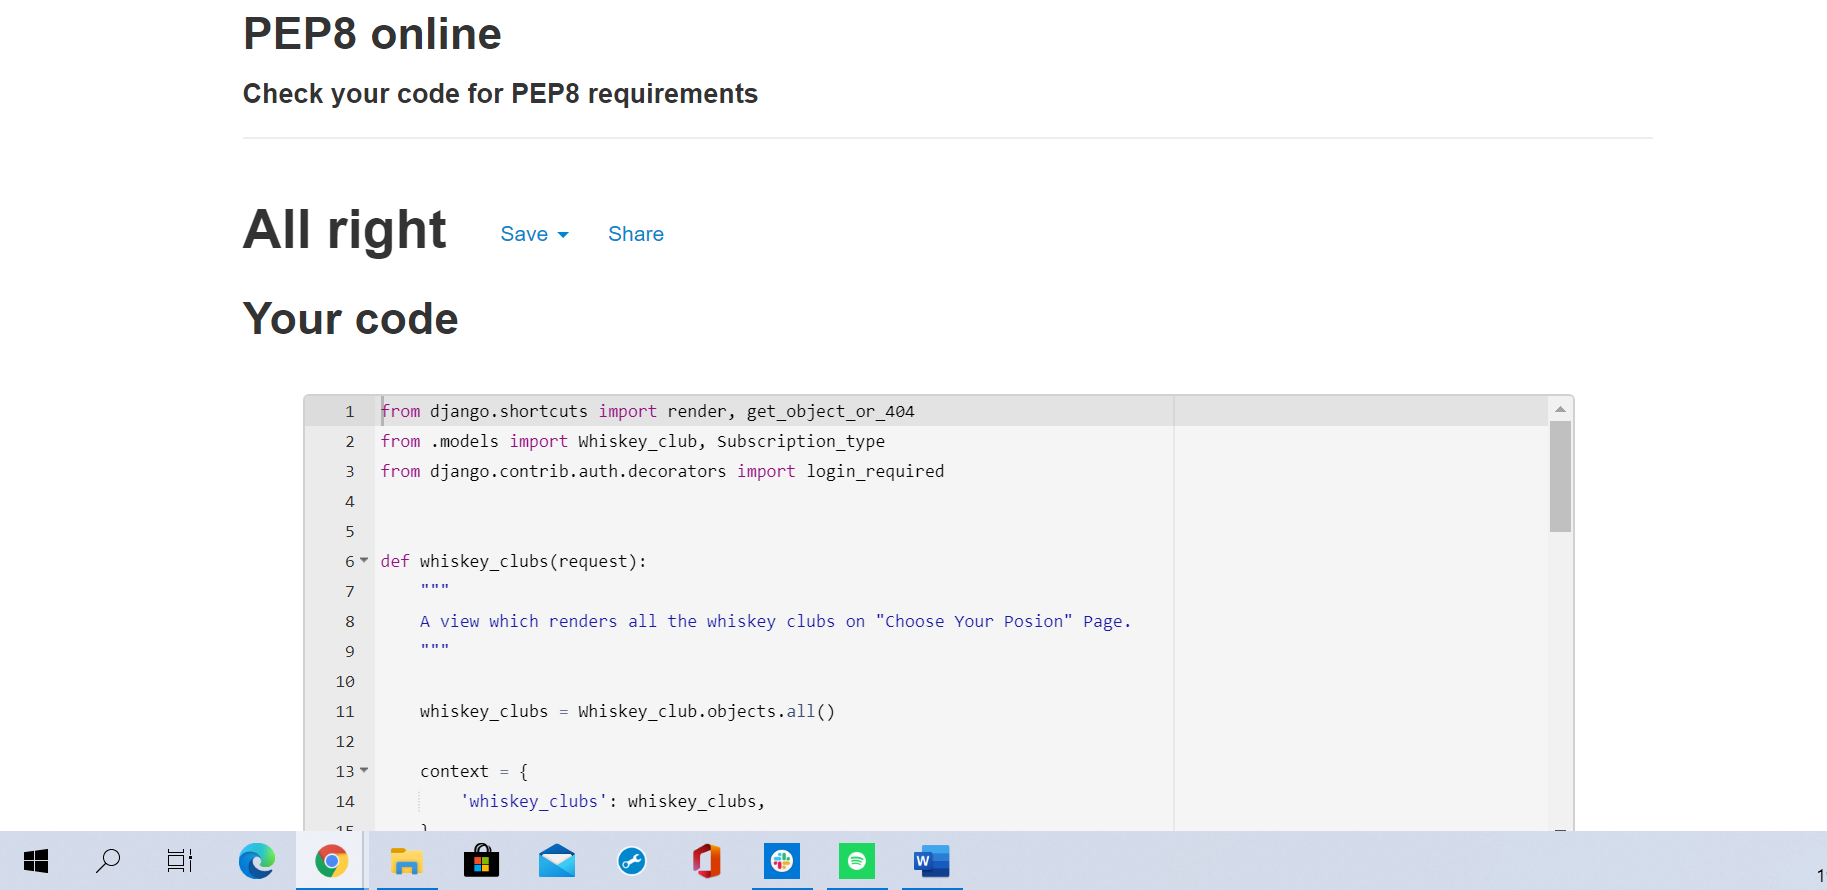 PEP8 online
Check your code for PEP8 requirements
All right Save Share
Your code
1 from django.shortcuts import render, get_object_or_404
2 from .models import Whiskey_club, Subscription_type
3 from django.contrib.auth.decorators import login_required
4
5
6 def whiskey_clubs(request):
7 """
8 A view which renders all the whiskey clubs on "Choose Your Posion" Page.
9 """
10
11 whiskey_clubs = Whiskey_club.objects.all()
12
13 context = {
14 'whiskey_clubs': whiskey_clubs,
15 }
W